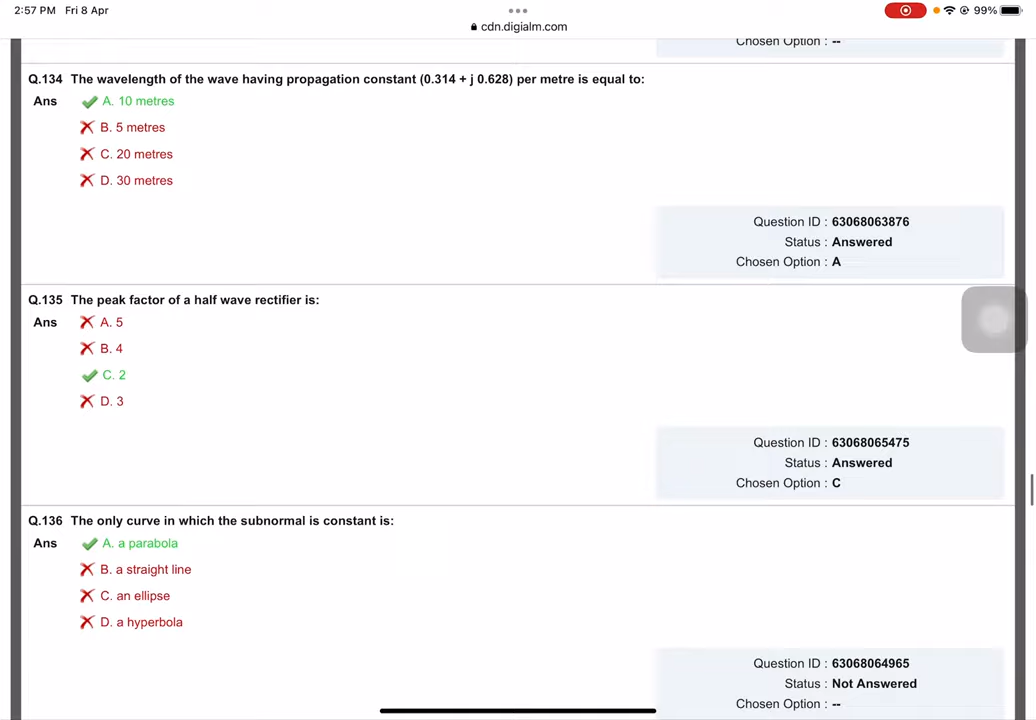 2:57 PM Fri 8 Apr
99%
cdn.digialm.com
Chosen Option : --
Q.134 The wavelength of the wave having propagation constant (0.314 + j 0.628) per metre is equal to:
Ans A. 10 metres
B. 5 metres
C. 20 metres
D. 30 metres
Question ID : 63068063876
Status : Answered
Chosen Option : A
Q.135 The peak factor of a half wave rectifier is:
Ans A. 5
B. 4
C. 2
D. 3
Question ID : 63068065475
Status : Answered
Chosen Option : C
Q.136 The only curve in which the subnormal is constant is:
Ans A. a parabola
B. a straight line
C. an ellipse
D. a hyperbola
Question ID : 63068064965
Status : Not Answered
Chosen Option : --